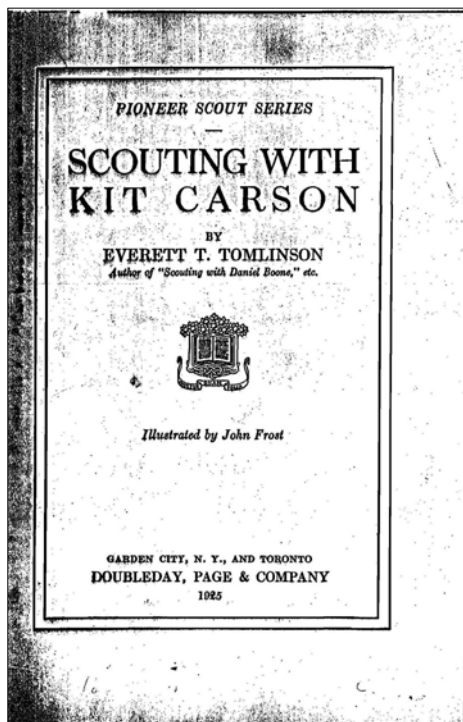 PIONEER SCOUT SERIES
SCOUTING WITH
KIT CARSON
BY
EVERETT T. TOMLINSON
Author of "Scouting with Daniel Boone," etc.
Illustrated by John Frost
GARDEN CITY, N. Y., AND TORONTO
DOUBLEDAY, PAGE & COMPANY
1925